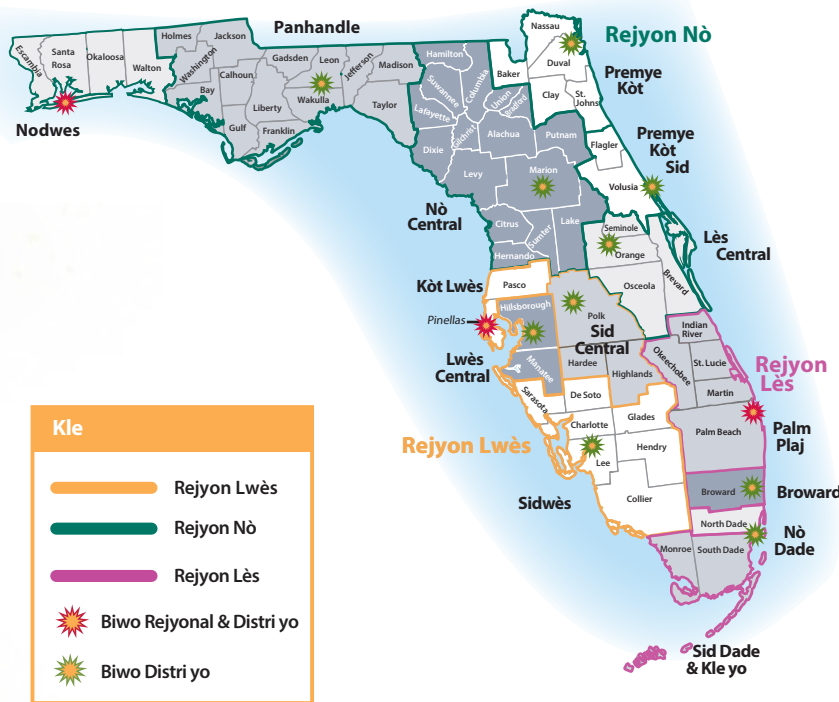 Panhandle
Rejyon Nò
Nassau
Duval
Baker
Clay
St.
Johns
Premye
Kòt
Escambia
Santa
Rosa
Okaloosa
Walton
Holmes
Jackson
Washington
Bay
Calhoun
Gulf
Liberty
Franklin
Gadsden
Leon
Wakulla
Jefferson
Madison
Taylor
Nodwes
Hamilton
Suwannee
Columbia
Lafayette
Union
Bradford
Gilchrist
Alachua
Putnam
Dixie
Levy
Marion
Flagler
Volusia
Premye
Kòt
Sid
Nò
Central
Citrus
Sumter
Lake
Hernando
Seminole
Orange
Osceola
Brevard
Lès
Central
Kòt Lwès
Pasco
Pinellas
Hillsborough
Polk
Sid
Central
Lwès
Central
Manatee
Hardee
Highlands
Indian
River
Okeechobee
St. Lucie
Martin
Rejyon
Lès
Sarasota
De Soto
Charlotte
Glades
Lee
Hendry
Collier
Rejyon Lwès
Sidwès
Palm Beach
Palm
Plaj
Broward
Broward
North Dade
Nò
Dade
Monroe
South Dade
Sid Dade
& Kle yo
Kle
Rejyon Lwès
Rejyon Nò
Rejyon Lès
Biwo Rejyonal & Distri yo
Biwo Distri yo